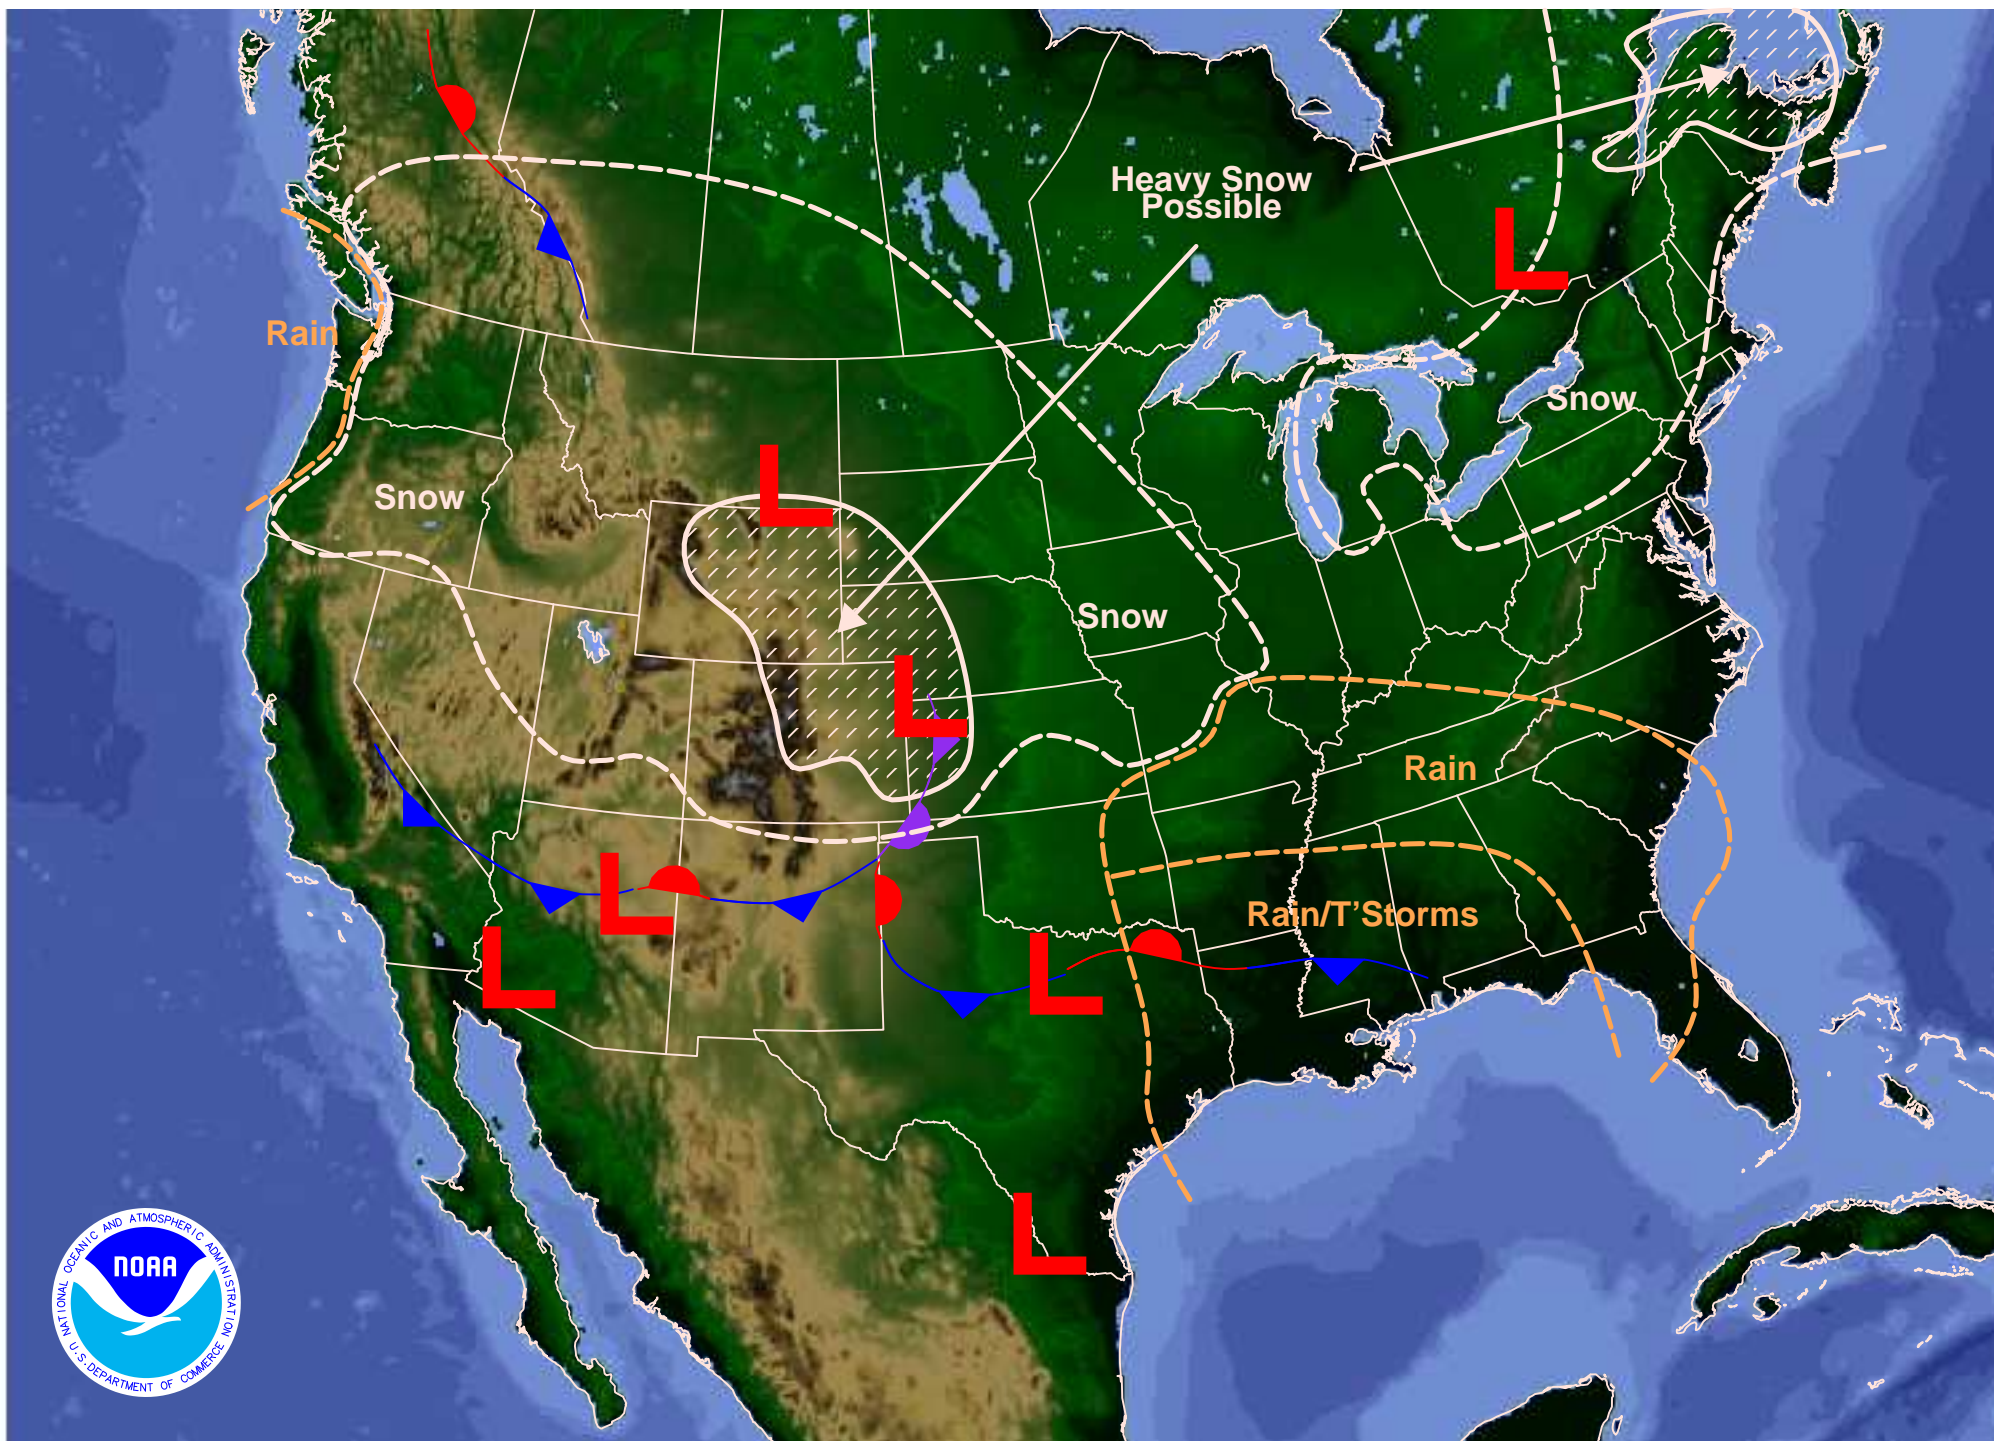 Heavy Snow
Possible
Rain
Snow
Snow
Snow
Rain
Rain/T'Storms
L
L
L
L
L
L
L
NATIONAL OCEANIC AND ATMOSPHERIC ADMINISTRATION
NOAA
U.S. DEPARTMENT OF COMMERCE